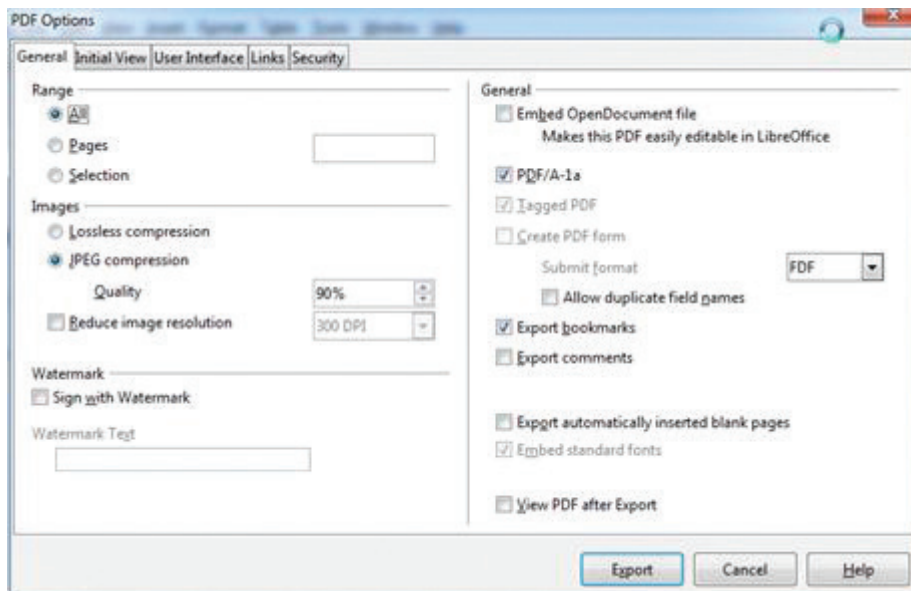 PDF Options
General Initial View User Interface Links Security
Range
All
Pages
Selection
Images
Lossless compression
JPEG compression
Quality 90%
Reduce image resolution 300 DPI
Watermark
Sign with Watermark
Watermark Text
General
Embed OpenDocument file
Makes this PDF easily editable in LibreOffice
PDF/A-1a
Tagged PDF
Create PDF form
Submit format FDF
Allow duplicate field names
Export bookmarks
Export comments
Export automatically inserted blank pages
Embed standard fonts
View PDF after Export
Export Cancel Help